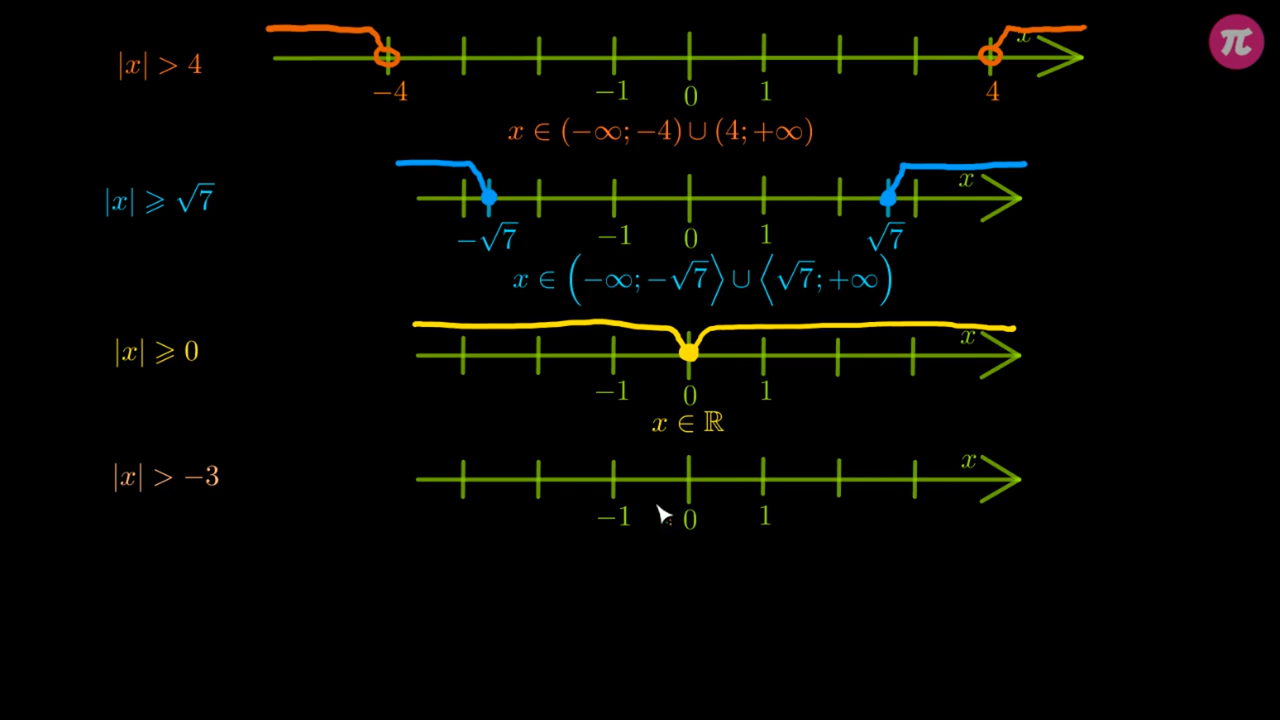 |x| > 4
x
−4 −1 0 1 4
x ∈ (−∞; −4) ∪ (4; +∞)
|x| ⩾ √7
x
−√7 −1 0 1 √7
x ∈ (−∞; −√7⟩ ∪ ⟨√7; +∞)
|x| ⩾ 0
x
−1 0 1
x ∈ ℝ
|x| > −3
x
−1 0 1
π